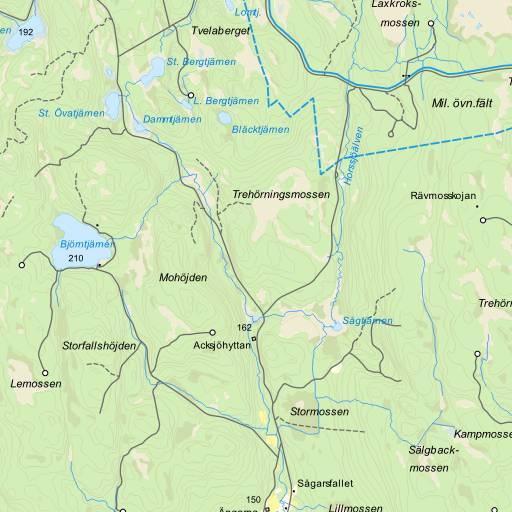 Lomtj.
Laxkroks-
mossen
192
Tvelaberget
St. Bergtjärnen
L. Bergtjärnen
Mil. övn.fält
St. Övatjärnen
Dammtjärnen
Bläcktjärnen
Horssjöälven
Trehörningsmossen
Rävmosskojan
Björntjärnen
210
Mohöjden
Trehörni
162
Sågtjärnen
Acksjöhyttan
Storfallshöjden
Lemossen
Stormossen
Kampmosse
Sälgback-
mossen
Sågarsfallet
150
Lillmossen